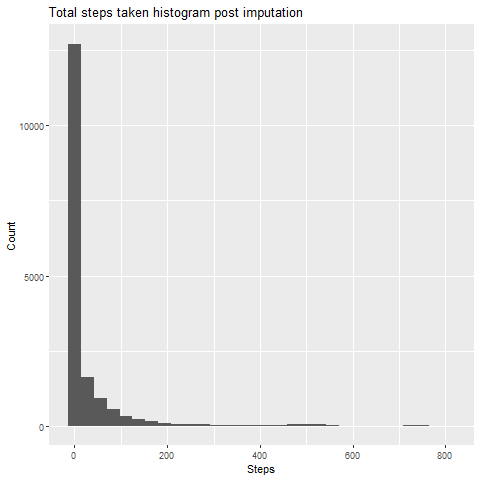 Total steps taken histogram post imputation
Count
10000
5000
0
0 200 400 600 800
Steps